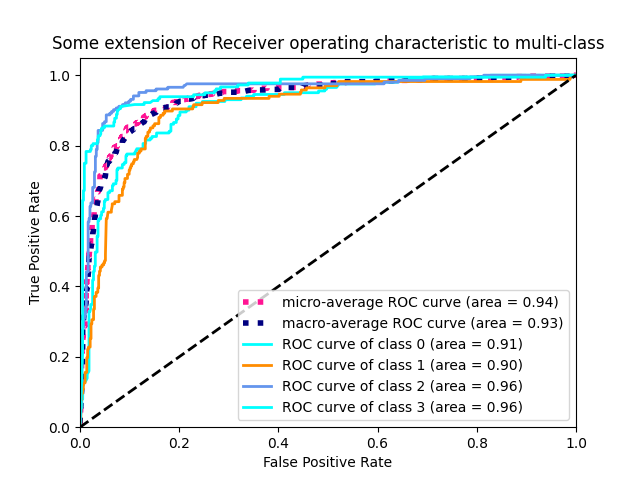 Some extension of Receiver operating characteristic to multi-class
1.0
0.8
0.6
0.4
0.2
0.0
True Positive Rate
micro-average ROC curve (area = 0.94)
macro-average ROC curve (area = 0.93)
ROC curve of class 0 (area = 0.91)
ROC curve of class 1 (area = 0.90)
ROC curve of class 2 (area = 0.96)
ROC curve of class 3 (area = 0.96)
0.0 0.2 0.4 0.6 0.8 1.0
False Positive Rate